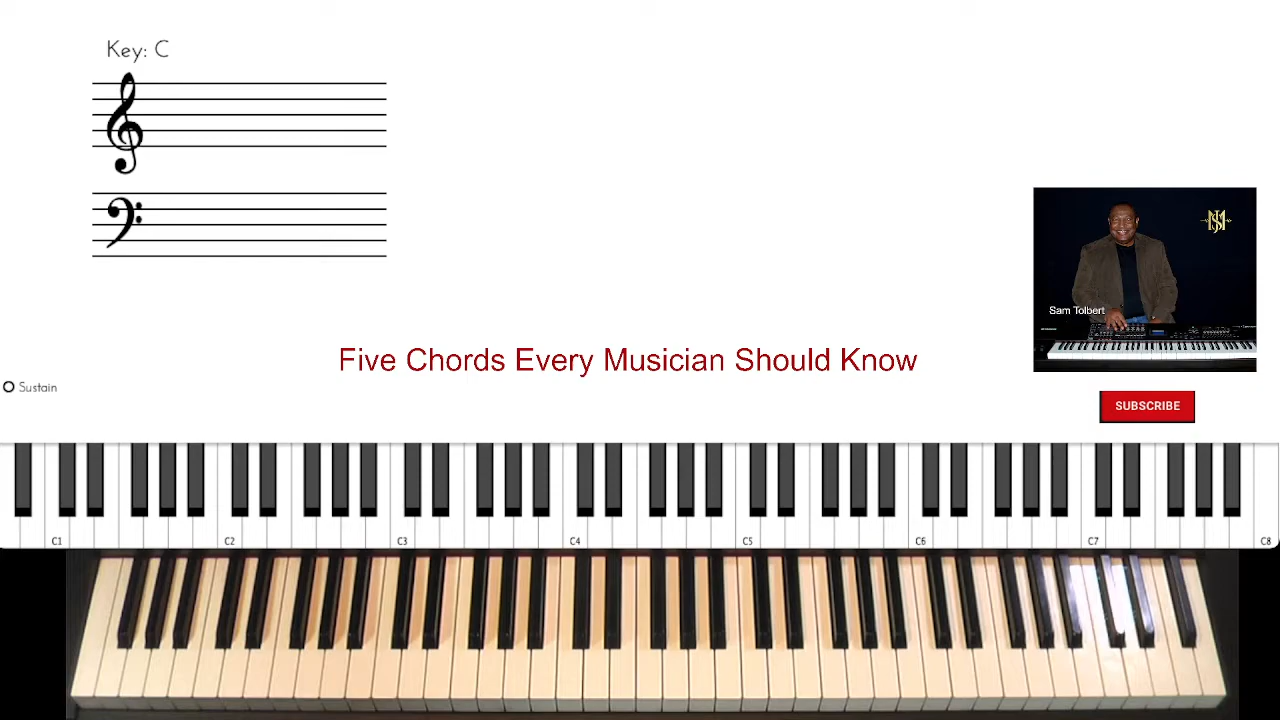 Key: C
Sam Tolbert
Five Chords Every Musician Should Know
Sustain
SUBSCRIBE
C1 C2 C3 C4 C5 C6 C7 C8